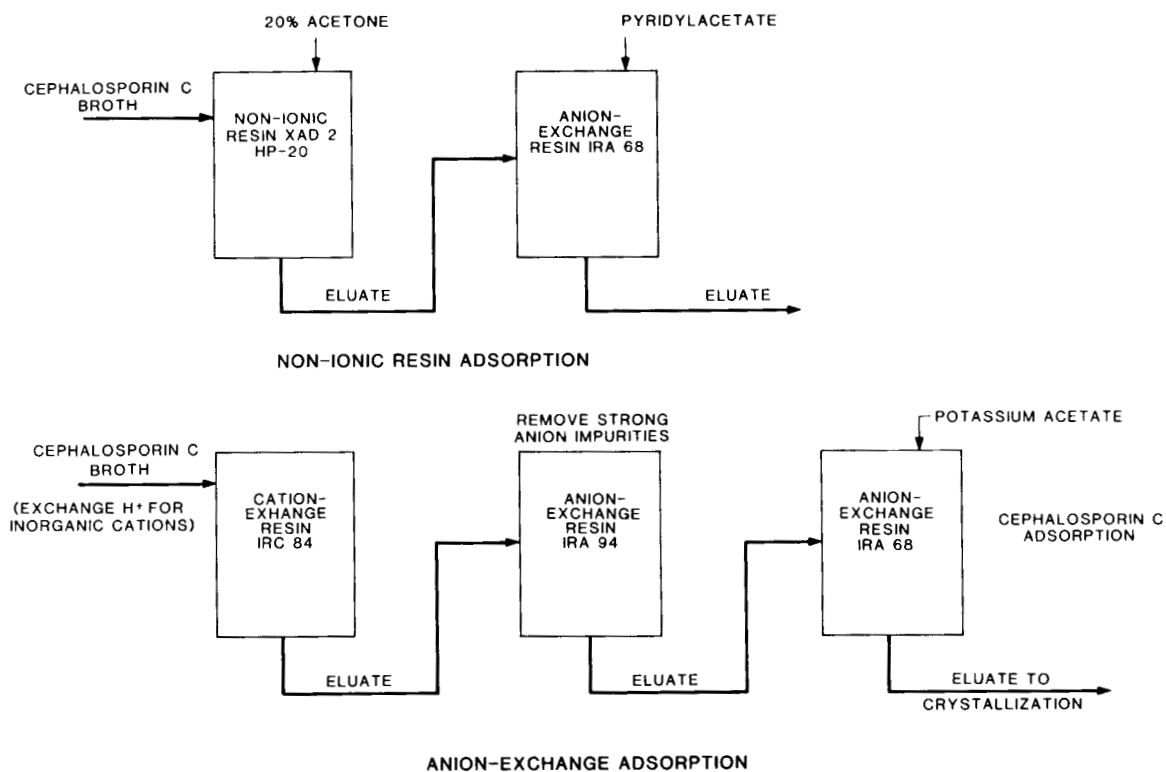 20% ACETONE
PYRIDYLACETATE
CEPHALOSPORIN C
BROTH
NON-IONIC
RESIN XAD 2
HP-20
ANION-
EXCHANGE
RESIN IRA 68
ELUATE
ELUATE
NON-IONIC RESIN ADSORPTION
CEPHALOSPORIN C
BROTH
(EXCHANGE H+ FOR
INORGANIC CATIONS)
CATION-
EXHANGE
RESIN
IRC 84
REMOVE STRONG
ANION IMPURITIES
ANION-
EXCHANGE
RESIN
IRA 94
POTASSIUM ACETATE
ANION-
EXCHANGE
RESIN
IRA 68
CEPHALOSPORIN C
ADSORPTION
ELUATE
ELUATE
ELUATE TO
CRYSTALLIZATION
ANION-EXCHANGE ADSORPTION